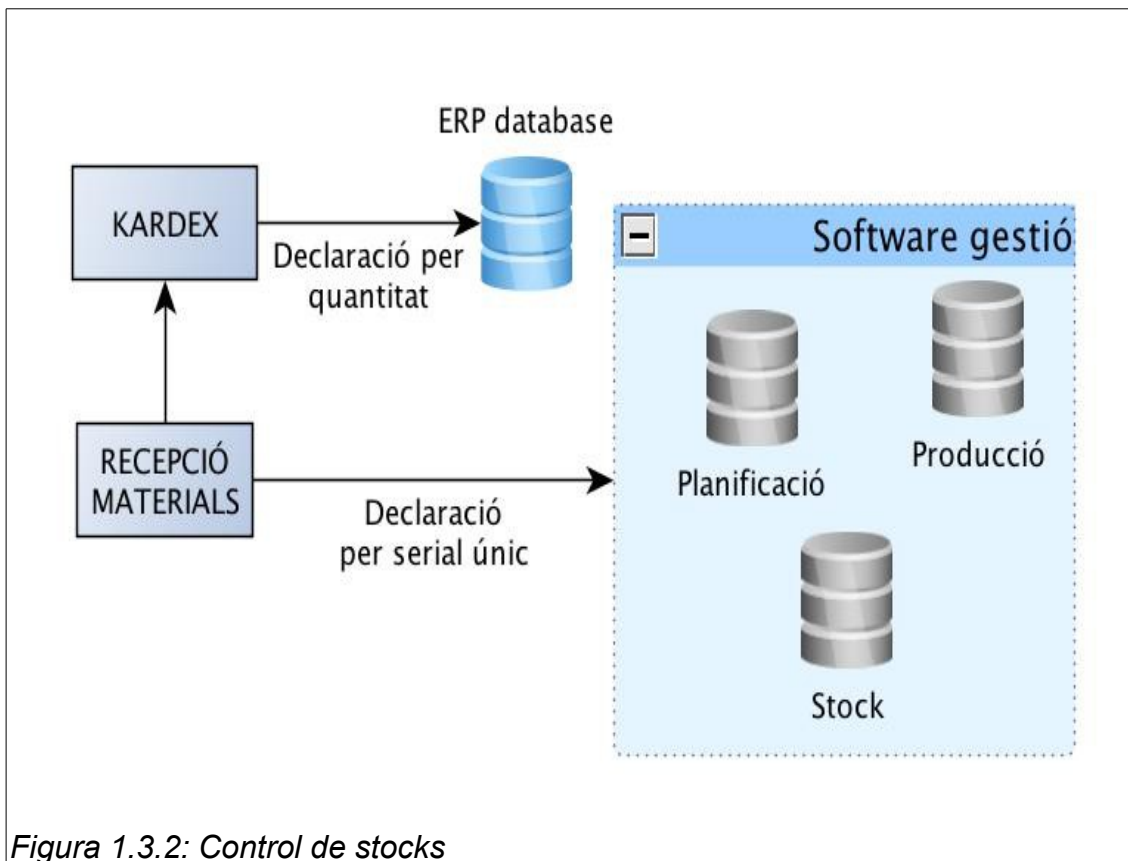 ERP database
KARDEX
Declaració per
quantitat
Software gestió
Planificació
Producció
RECEPCIÓ
MATERIALS
Declaració
per serial únic
Stock
Figura 1.3.2: Control de stocks